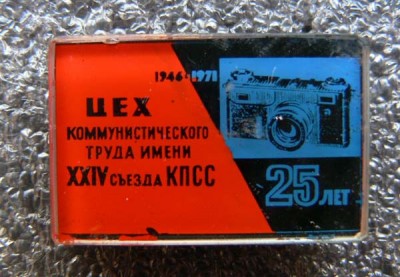 1946-1971
ЦЕХ
КОММУНИСТИЧЕСКОГО
ТРУДА ИМЕНИ
XXIV СЪЕЗДА КПСС
25 ЛЕТ